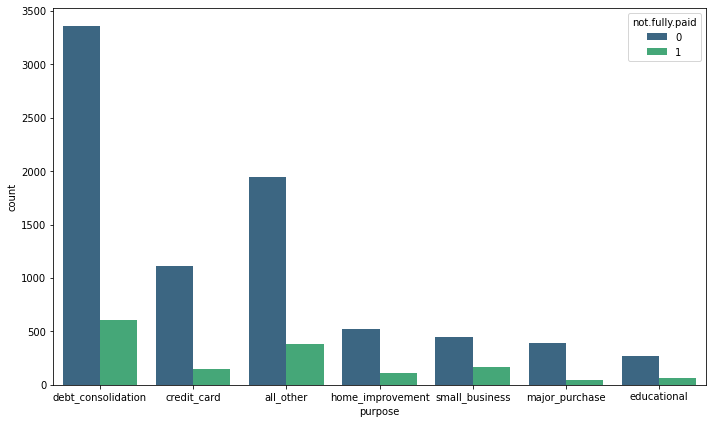 not.fully.paid
0
1
3500
3000
2500
2000
1500
1000
500
0
count
debt_consolidation credit_card all_other home_improvement small_business major_purchase educational
purpose